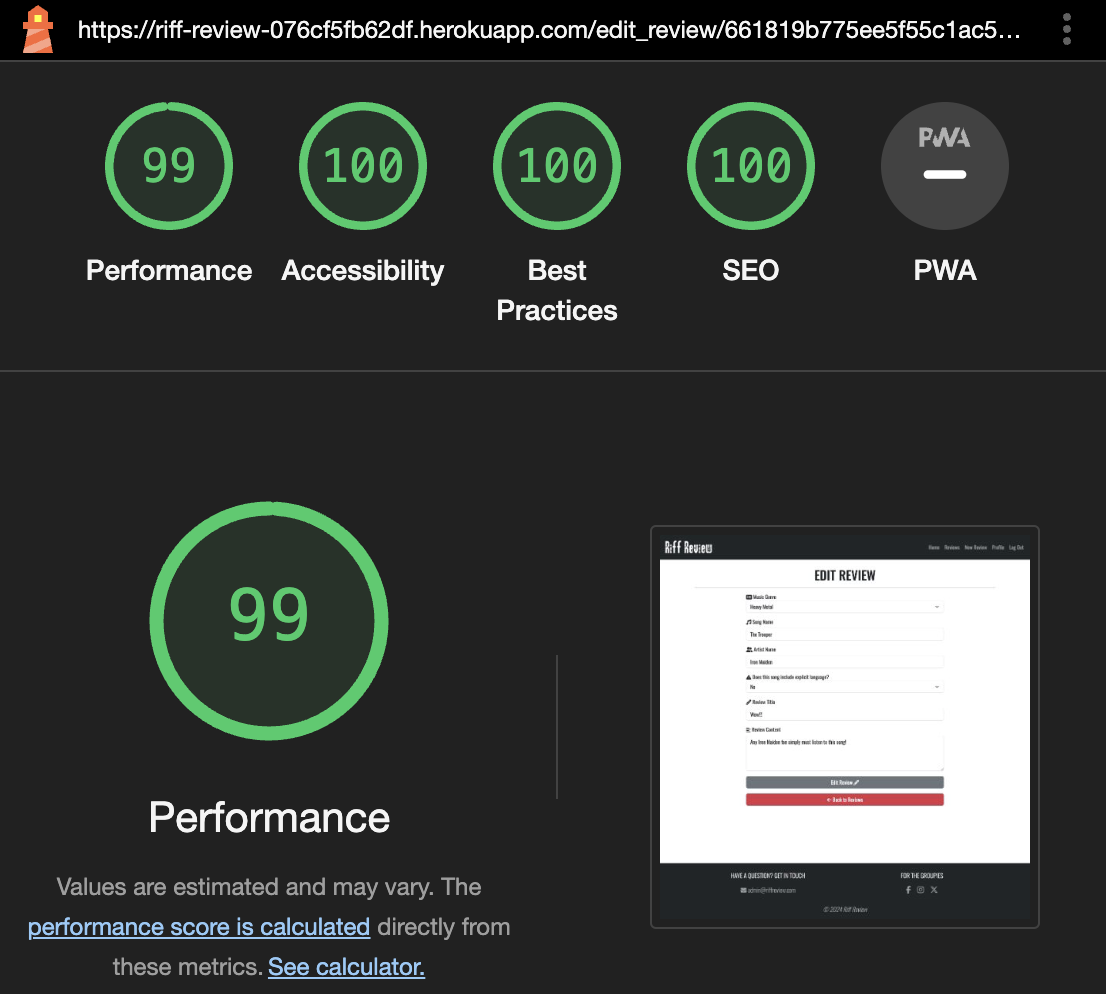 https://riff-review-076cf5fb62df.herokuapp.com/edit_review/661819b775ee5f55c1ac5…
99
100
100
100
PWA
Performance
Accessibility
Best
Practices
SEO
PWA
99
Performance
Values are estimated and may vary. The
performance score is calculated directly from
these metrics. See calculator.
Riff Review
Home Reviews New Review Profile Log Out
EDIT REVIEW
Music Genre
Heavy Metal
Song Name
The Trooper
Artist Name
Iron Maiden
Does this song include explicit language?
No
Review Title
Wow!!
Review Content
Any Iron Maiden fan simply must listen to this song!
Edit Review
Back to Reviews
HAVE A QUESTION? GET IN TOUCH
admin@riffreview.com
FOR THE GROUPIES
© 2024 Riff Review